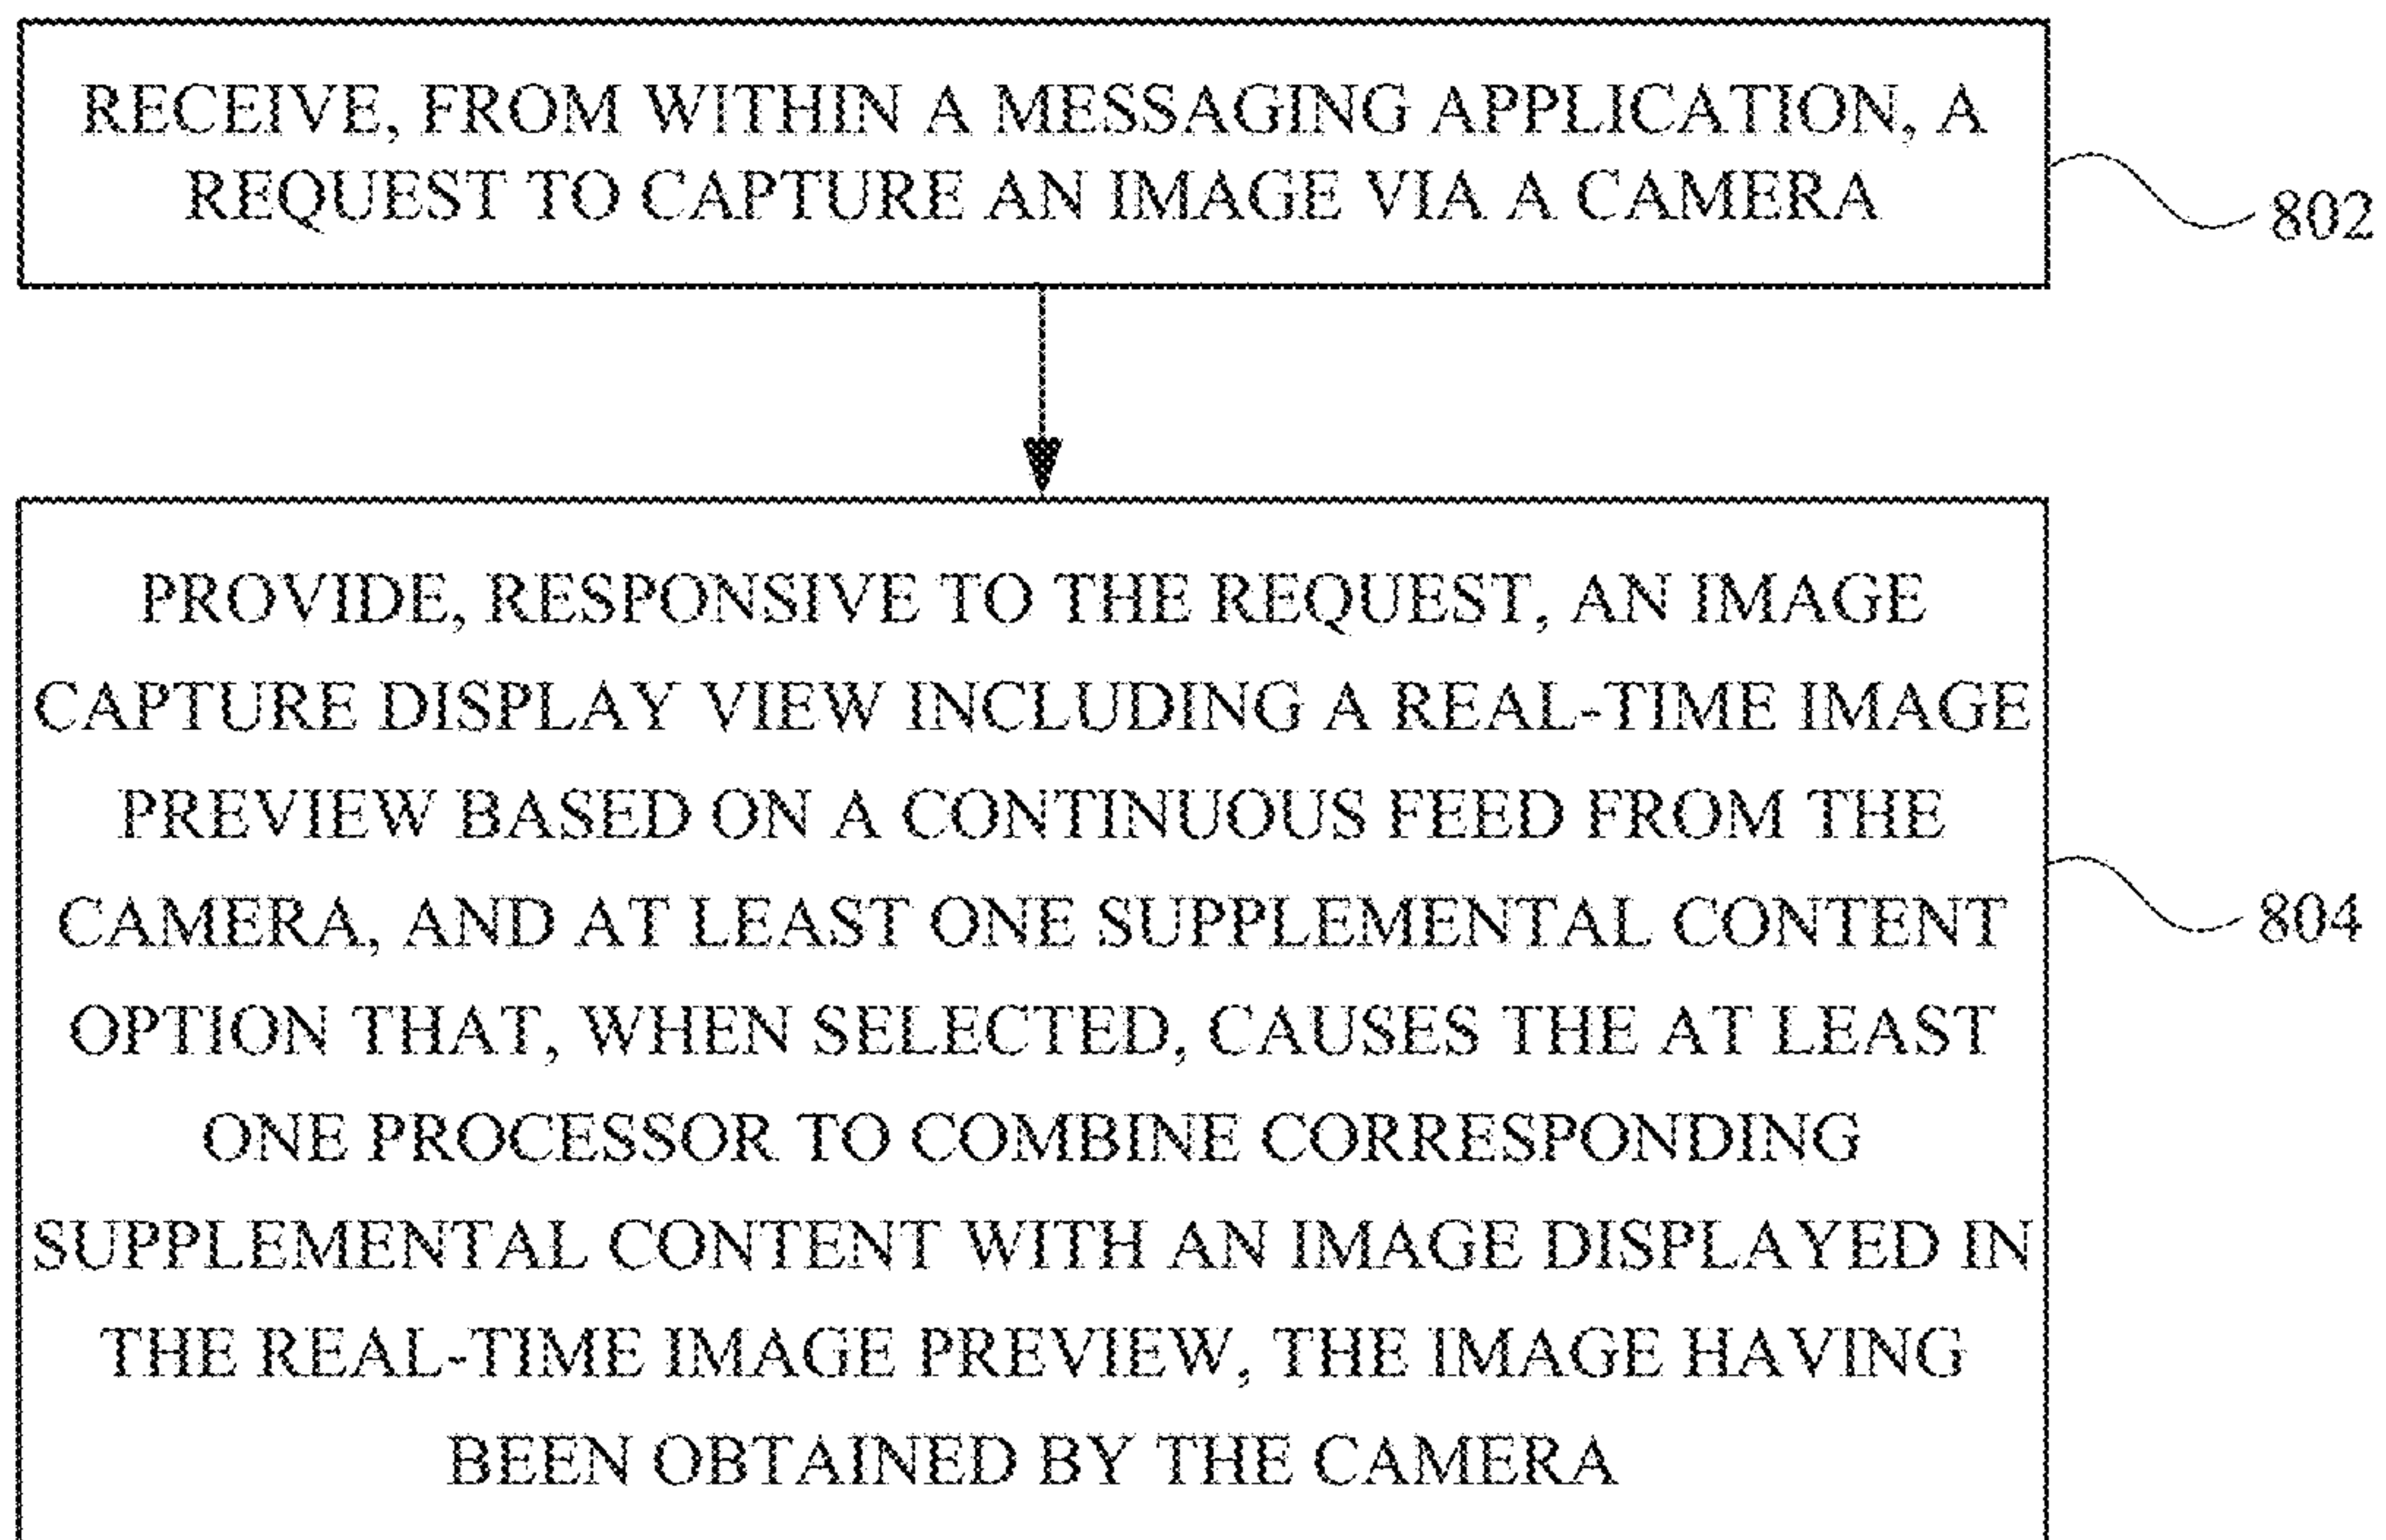 RECEIVE, FROM WITHIN A MESSAGING APPLICATION, A
REQUEST TO CAPTURE AN IMAGE VIA A CAMERA
802
PROVIDE, RESPONSIVE TO THE REQUEST, AN IMAGE
CAPTURE DISPLAY VIEW INCLUDING A REAL-TIME IMAGE
PREVIEW BASED ON A CONTINUOUS FEED FROM THE
CAMERA, AND AT LEAST ONE SUPPLEMENTAL CONTENT
OPTION THAT, WHEN SELECTED, CAUSES THE AT LEAST
ONE PROCESSOR TO COMBINE CORRESPONDING
SUPPLEMENTAL CONTENT WITH AN IMAGE DISPLAYED IN
THE REAL-TIME IMAGE PREVIEW, THE IMAGE HAVING
BEEN OBTAINED BY THE CAMERA
804